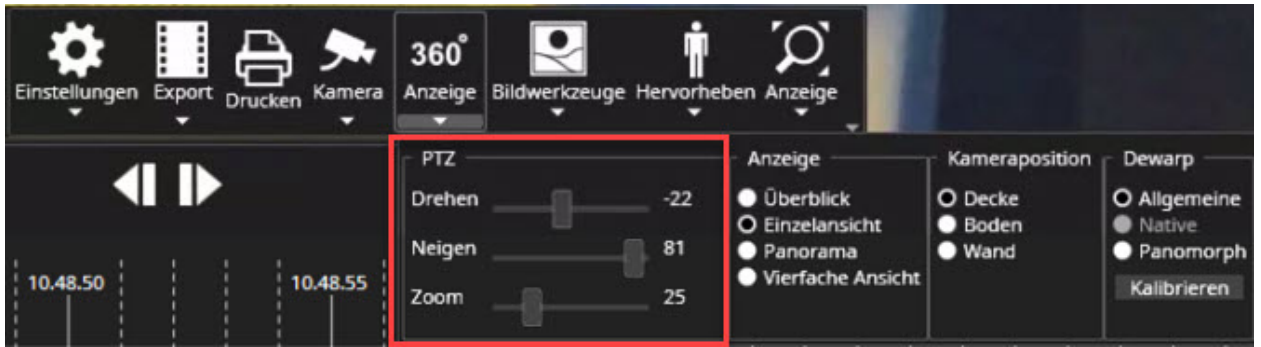 360°
Einstellungen Export Drucken Kamera Anzeige Bildwerkzeuge Hervorheben Anzeige
PTZ
Drehen -22
Neigen 81
Zoom 25
Anzeige
Überblick
Einzelansicht
Panorama
Vierfache Ansicht
Kameraposition
Decke
Boden
Wand
Dewarp
Allgemeine
Native
Panomorph
Kalibrieren
10.48.50 10.48.55